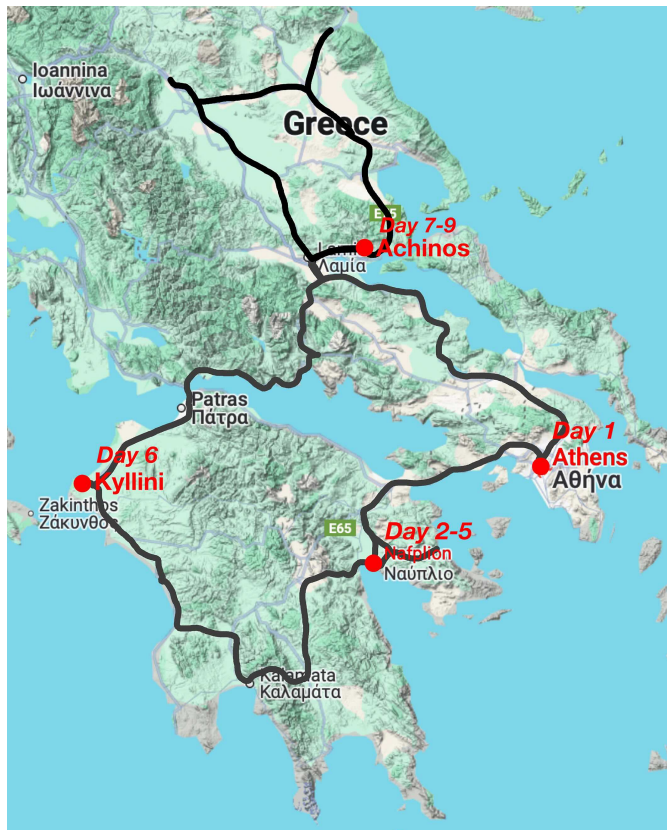 Ioannina
Ιωάννινα
Greece
E65
Day 7-9
Achinos
Lamia
Λαμία
Patras
Πάτρα
Day 1
Athens
Αθήνα
Day 6
Kyllini
Zakinthos
Ζάκυνθος
E65
Day 2-5
Nafplion
Ναύπλιο
Kalamata
Καλαμάτα